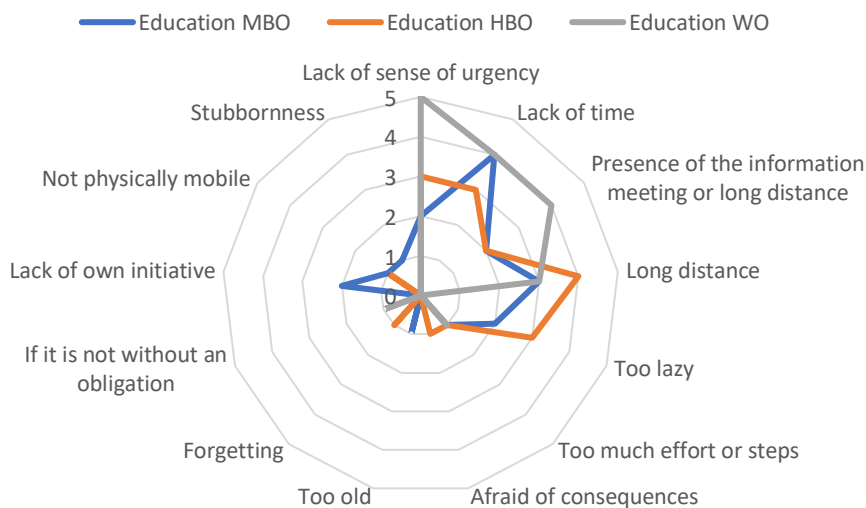 Education MBO
Education HBO
Education WO
Lack of sense of urgency
Stubbornness
Lack of time
Not physically mobile
Presence of the information
meeting or long distance
Lack of own initiative
Long distance
If it is not without an
obligation
Too lazy
Forgetting
Too much effort or steps
Too old
Afraid of consequences
5
4
3
2
1
0